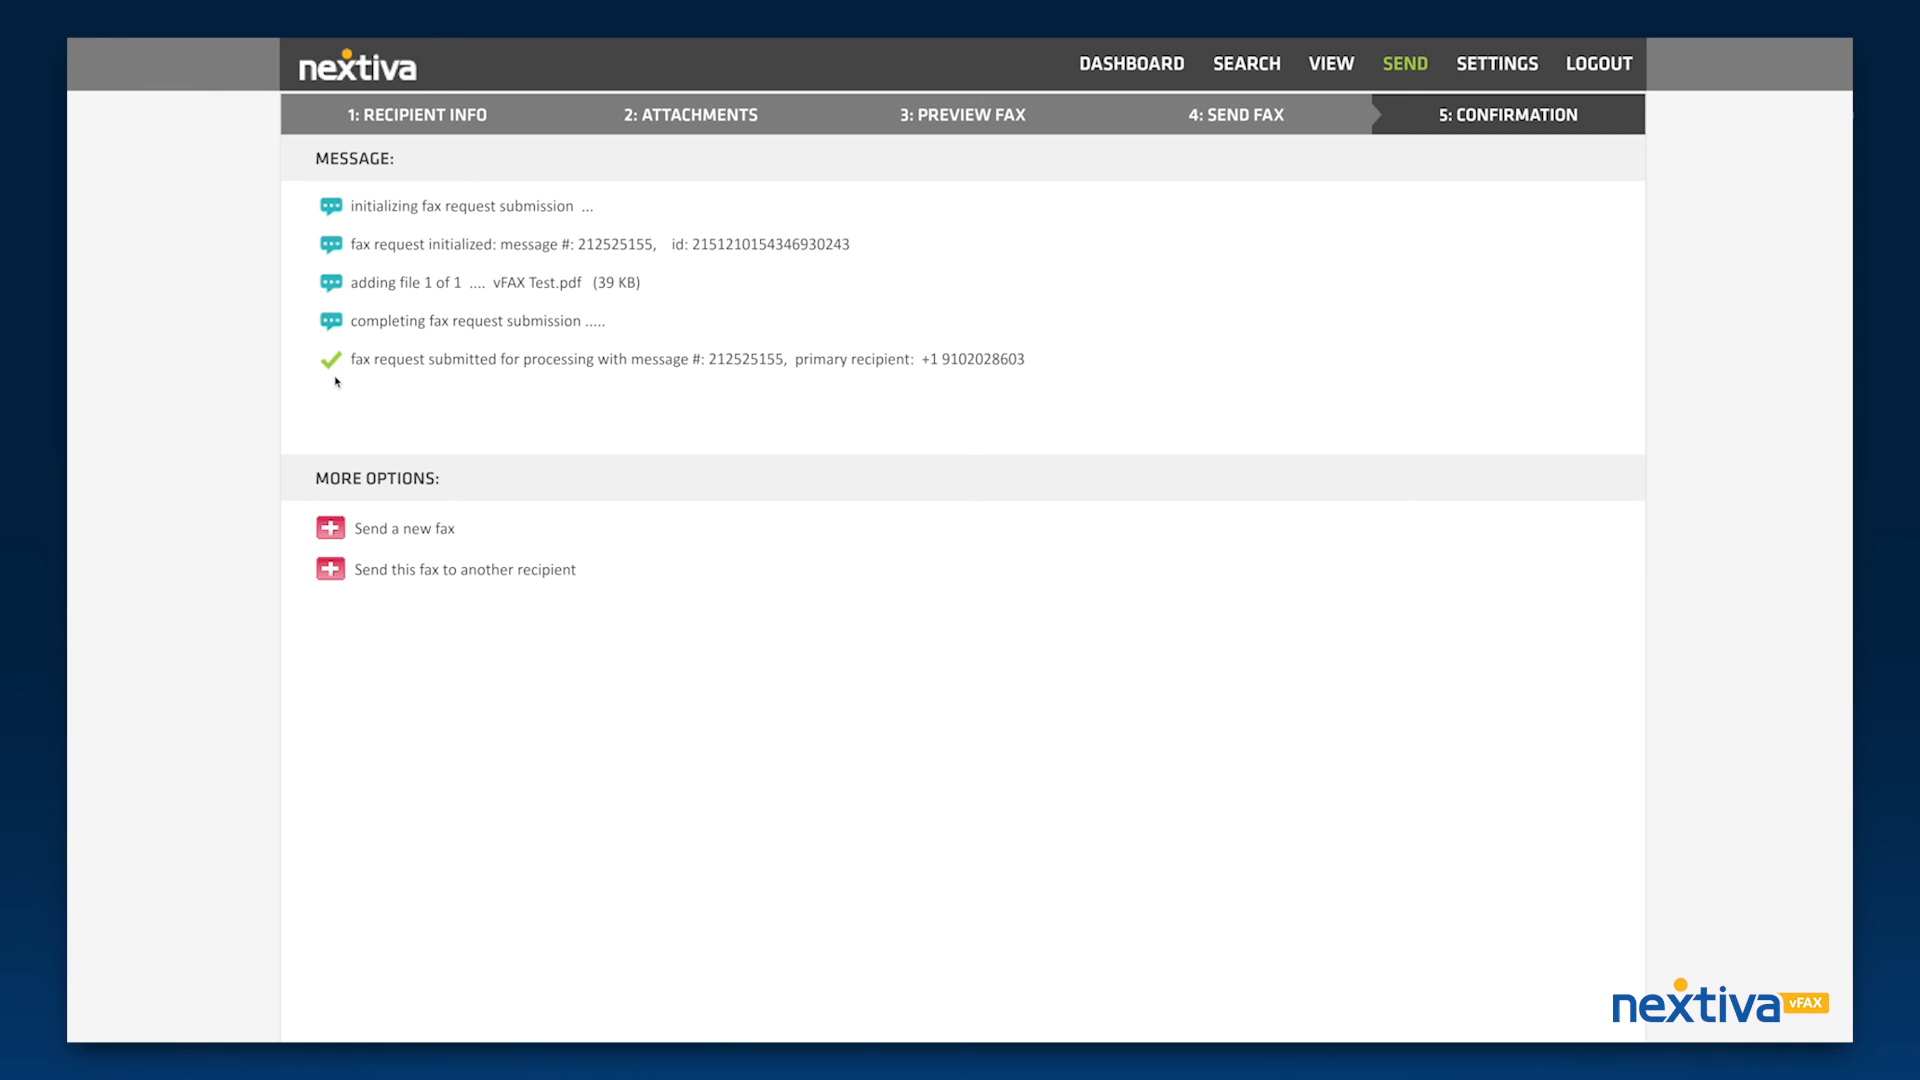 nextiva
DASHBOARD SEARCH VIEW SEND SETTINGS LOGOUT
1: RECIPIENT INFO 2: ATTACHMENTS 3: PREVIEW FAX 4: SEND FAX 5: CONFIRMATION
MESSAGE:
initializing fax request submission ...
fax request initialized: message #: 212525155, id: 2151210154346930243
adding file 1 of 1 .... vFAX Test.pdf (39 KB)
completing fax request submission .....
fax request submitted for processing with message #: 212525155, primary recipient: +1 9102028603
MORE OPTIONS:
Send a new fax
Send this fax to another recipient
nextiva vFAX